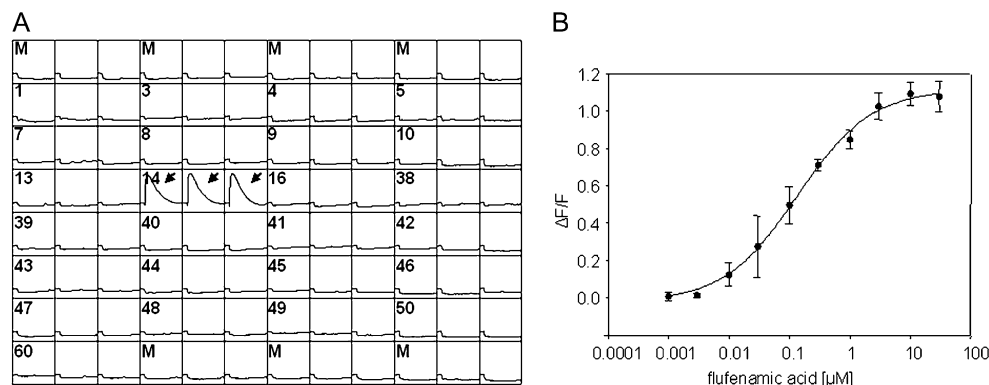 A
M M M M
1 3 4 5
7 8 9 10
13 14 16 38
39 40 41 42
43 44 45 46
47 48 49 50
60 M M M
B
1.2
1.0
0.8
0.6
0.4
0.2
0.0
ΔF/F
0.0001 0.001 0.01 0.1 1 10 100
flufenamic acid [µM]